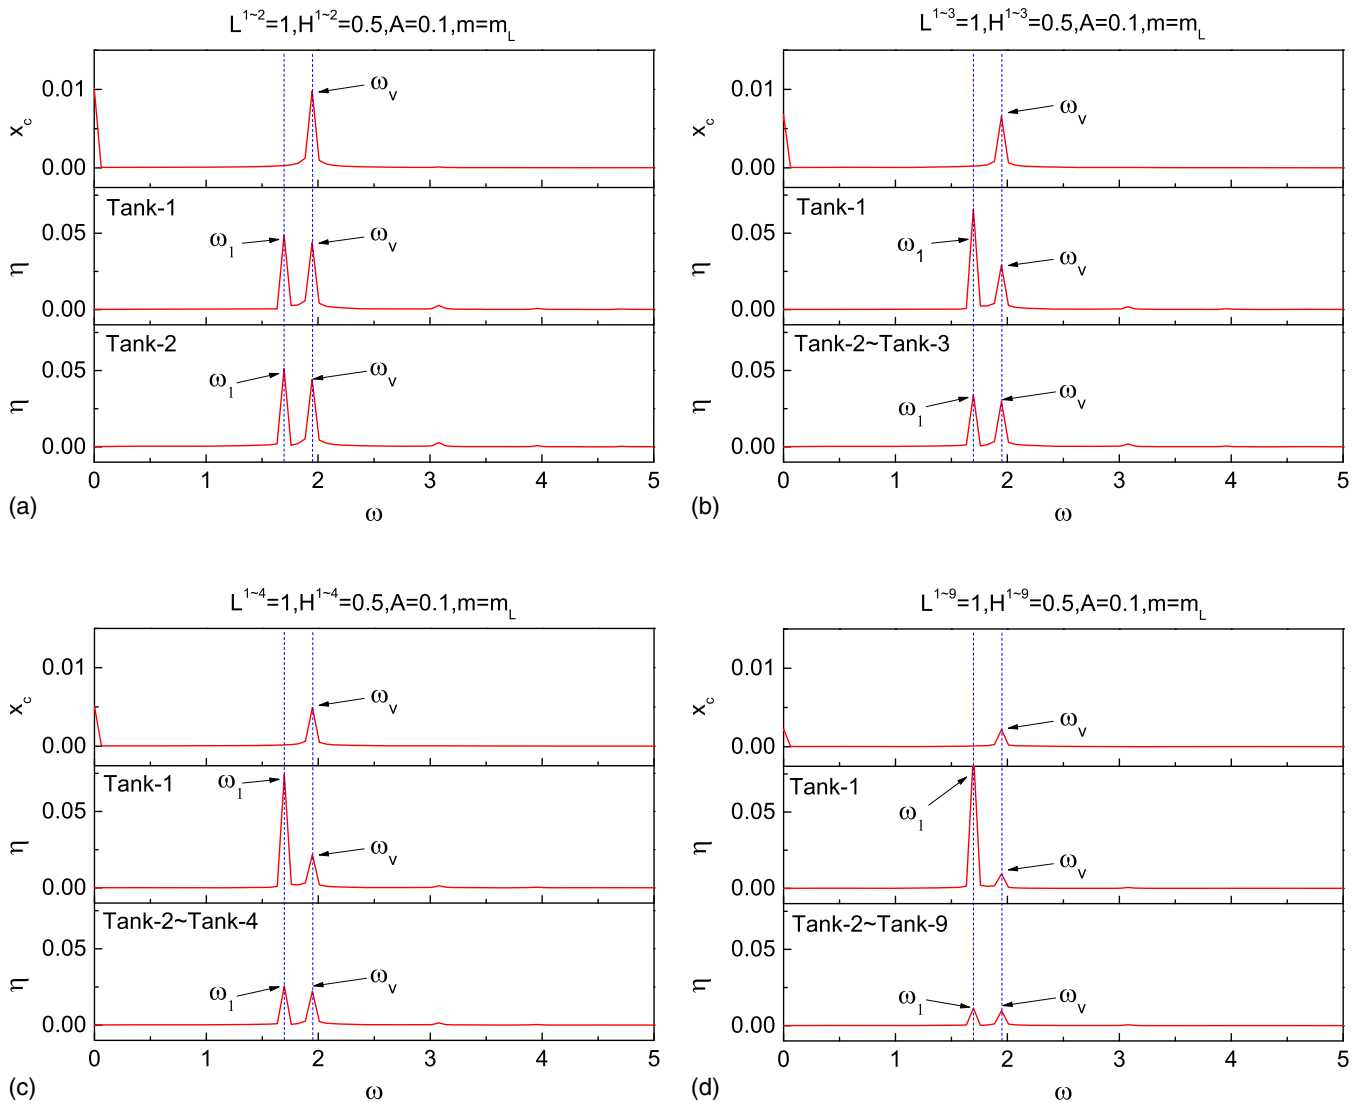 L1~2=1,H1~2=0.5,A=0.1,m=mL
0.01
0.00
xc
ωv
Tank-1
0.05
0.00
η
ω1
ωv
Tank-2
0.05
0.00
η
ω1
ωv
0 1 2 3 4 5
(a)
ω
L1~3=1,H1~3=0.5,A=0.1,m=mL
0.01
0.00
xc
ωv
Tank-1
0.05
0.00
η
ω1
ωv
Tank-2~Tank-3
0.05
0.00
η
ω1
ωv
0 1 2 3 4 5
(b)
ω
L1~4=1,H1~4=0.5,A=0.1,m=mL
0.01
0.00
xc
ωv
Tank-1
0.05
0.00
η
ω1
ωv
Tank-2~Tank-4
0.05
0.00
η
ω1
ωv
0 1 2 3 4 5
(c)
ω
L1~9=1,H1~9=0.5,A=0.1,m=mL
0.01
0.00
xc
ωv
Tank-1
0.05
0.00
η
ω1
ωv
Tank-2~Tank-9
0.05
0.00
η
ω1
ωv
0 1 2 3 4 5
(d)
ω